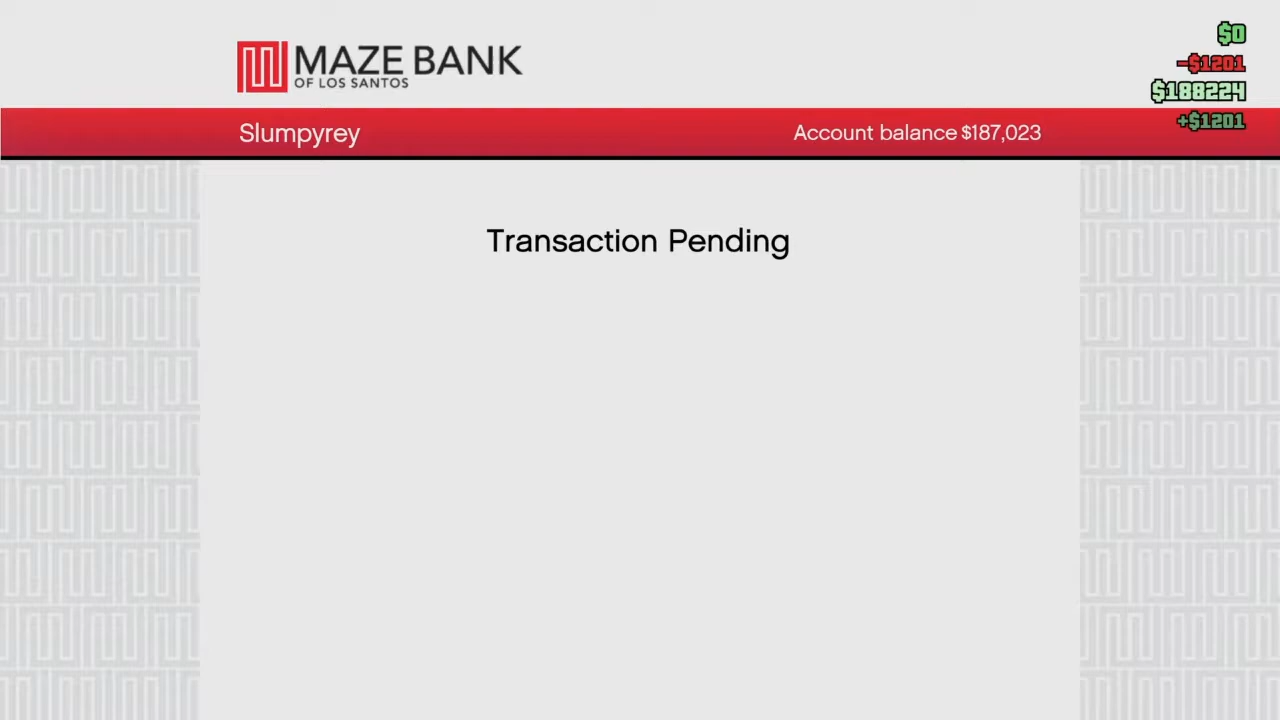 MAZE BANK
OF LOS SANTOS
$0
-$1201
$188224
+$1201
Slumpyrey
Account balance $187,023
Transaction Pending